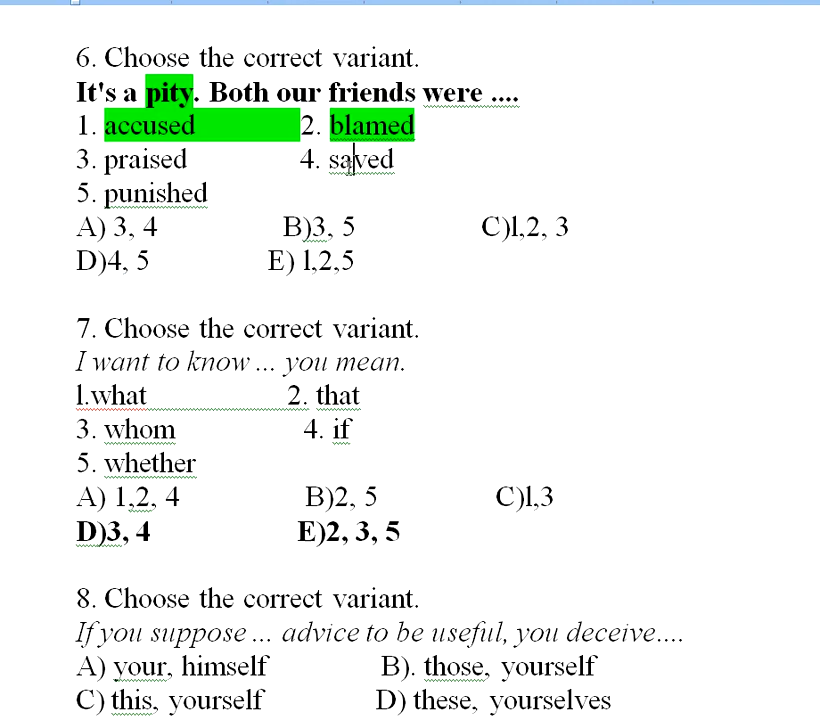 6. Choose the correct variant.
It's a pity. Both our friends were ....
1. accused 2. blamed
3. praised 4. saved
5. punished
A) 3, 4 B)3, 5 C)1,2, 3
D)4, 5 E) 1,2,5
7. Choose the correct variant.
I want to know ... you mean.
1.what 2. that
3. whom 4. if
5. whether
A) 1,2, 4 B)2, 5 C)1,3
D)3, 4 E)2, 3, 5
8. Choose the correct variant.
If you suppose ... advice to be useful, you deceive....
A) your, himself B). those, yourself
C) this, yourself D) these, yourselves